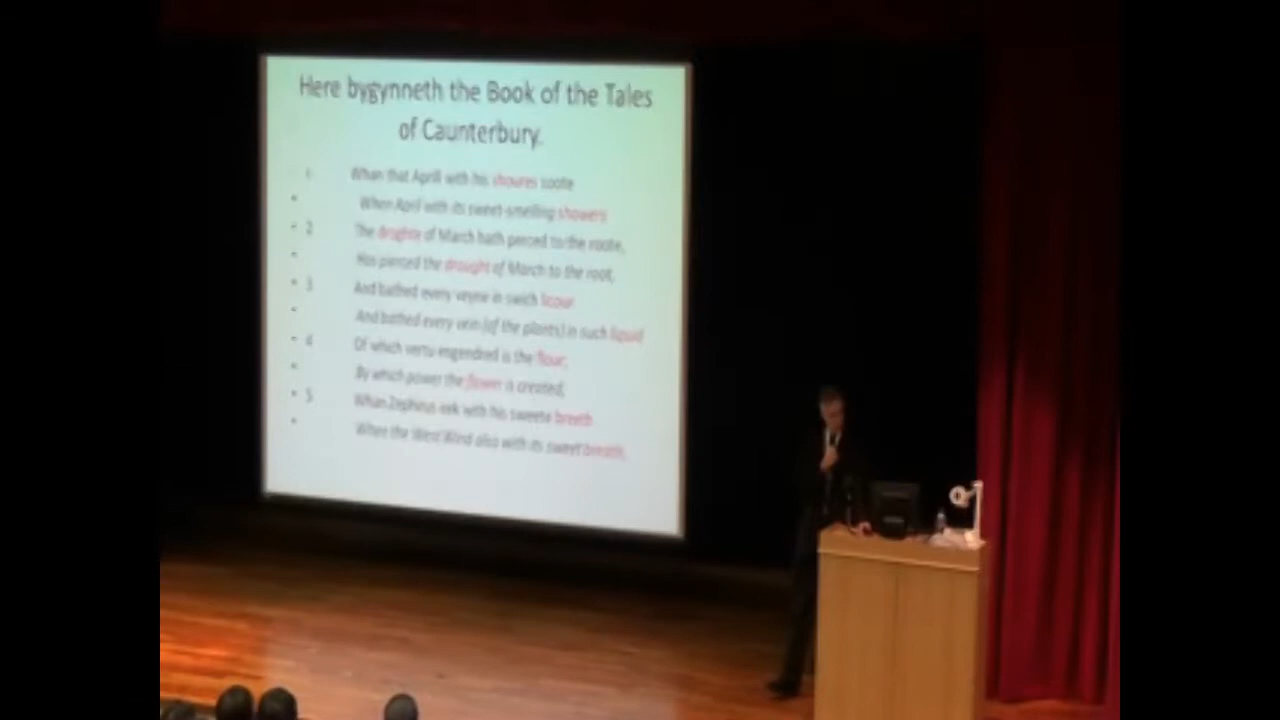 Here bygynneth the Book of the Tales
of Caunterbury.
1 Whan that Aprill with his shoures soote
When April with its sweet-smelling showers
2 The droghte of March hath perced to the roote,
Has pierced the drought of March to the root,
3 And bathed every veyne in swich licour
And bathed every vein (of the plants) in such liquid
4 Of which vertu engendred is the flour;
By which power the flower is created;
5 Whan Zephirus eek with his sweete breeth
When the West Wind also with its sweet breath,